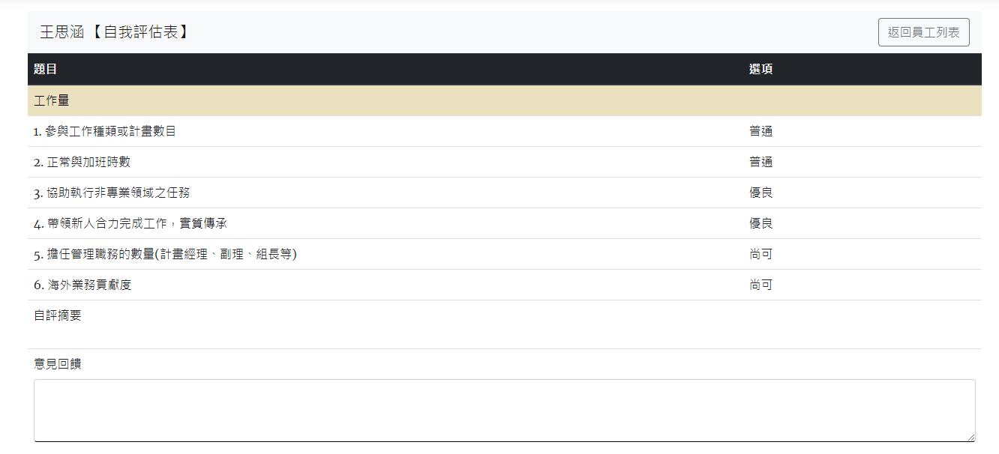 王思涵 【自我評估表】
返回員工列表
題目 選項
工作量
1. 參與工作種類或計畫數目 普通
2. 正常與加班時數 普通
3. 協助執行非專業領域之任務 優良
4. 帶領新人合力完成工作，實質傳承 優良
5. 擔任管理職務的數量(計畫經理、副理、組長等) 尚可
6. 海外業務貢獻度 尚可
自評摘要
意見回饋